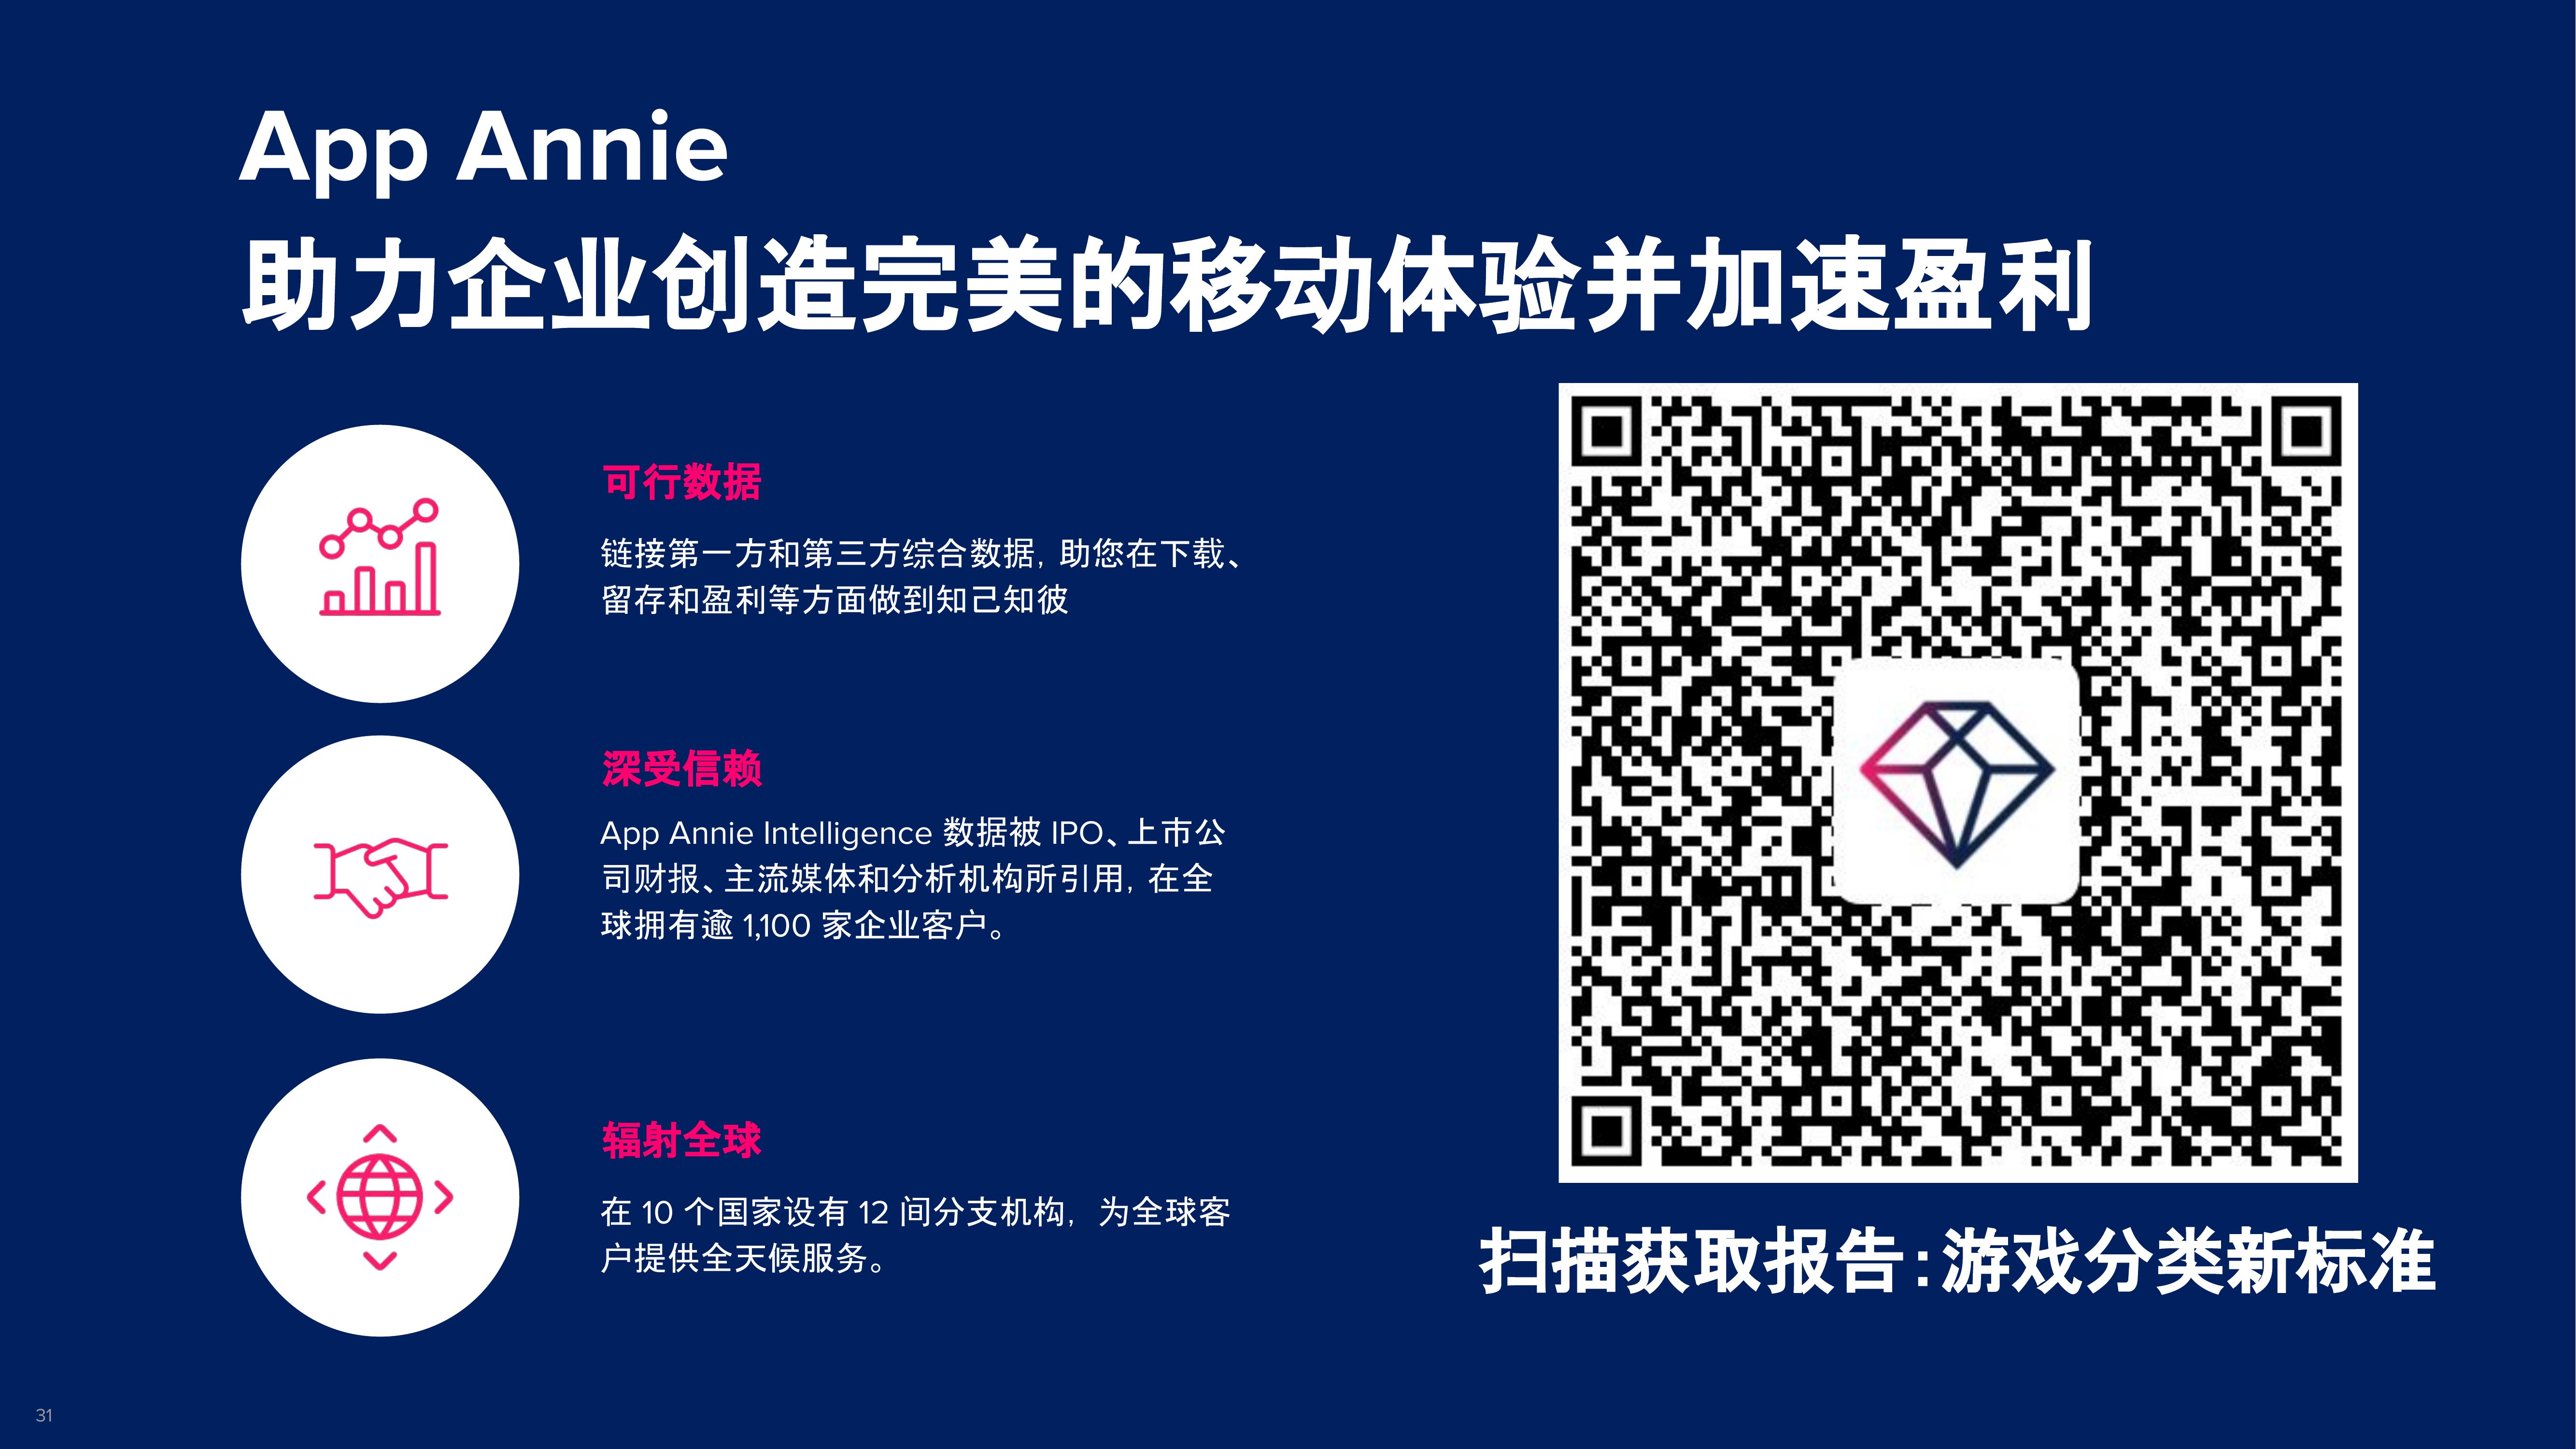 App Annie
助力企业创造完美的移动体验并加速盈利
可行数据
链接第一方和第三方综合数据，助您在下载、
留存和盈利等方面做到知己知彼
深受信赖
App Annie Intelligence 数据被 IPO、上市公
司财报、主流媒体和分析机构所引用，在全
球拥有逾 1,100 家企业客户。
辐射全球
在 10 个国家设有 12 间分支机构，为全球客
户提供全天候服务。
扫描获取报告：游戏分类新标准
31